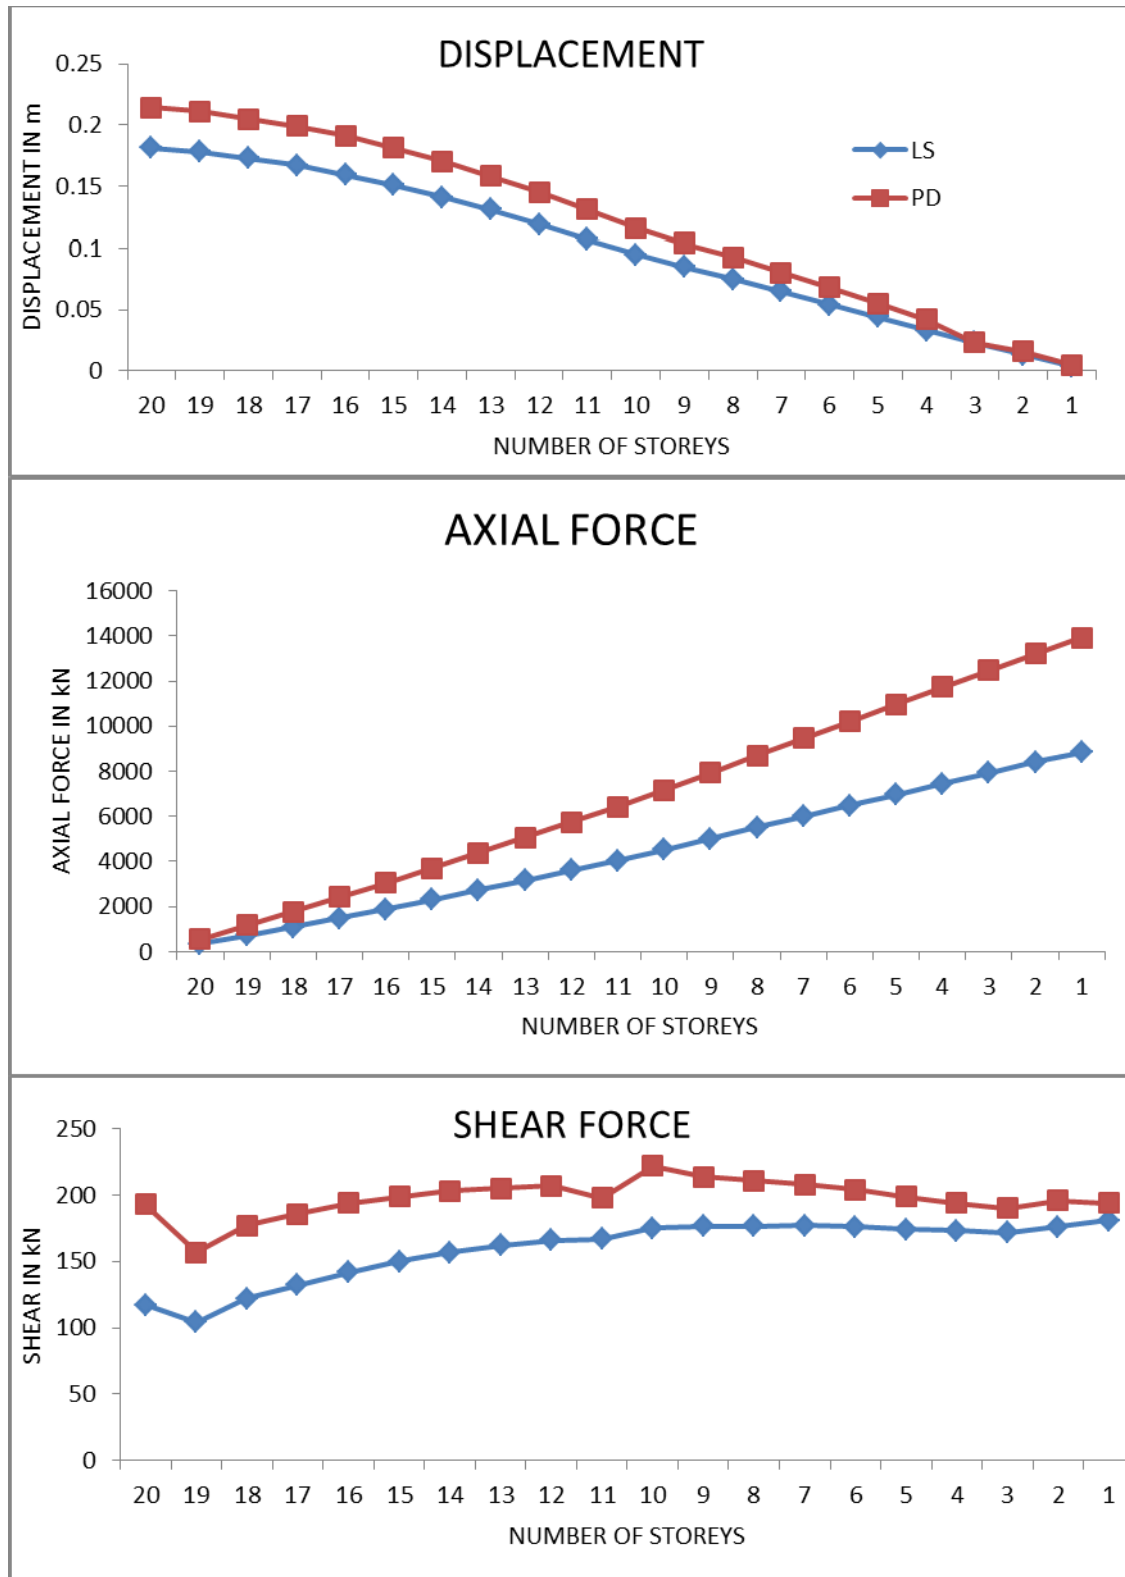 DISPLACEMENT
DISPLACEMENT IN m
0.25
0.2
0.15
0.1
0.05
0
LS
PD
20 19 18 17 16 15 14 13 12 11 10 9 8 7 6 5 4 3 2 1
NUMBER OF STOREYS
AXIAL FORCE
AXIAL FORCE IN kN
16000
14000
12000
10000
8000
6000
4000
2000
0
20 19 18 17 16 15 14 13 12 11 10 9 8 7 6 5 4 3 2 1
NUMBER OF STOREYS
SHEAR FORCE
SHEAR IN kN
250
200
150
100
50
0
20 19 18 17 16 15 14 13 12 11 10 9 8 7 6 5 4 3 2 1
NUMBER OF STOREYS